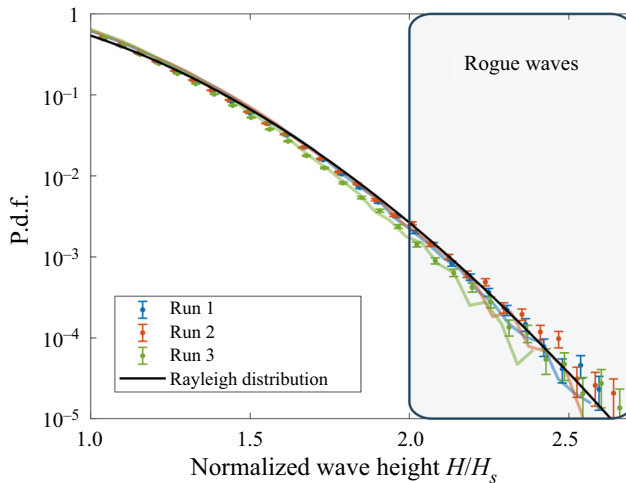 1
10⁻¹
10⁻²
10⁻³
10⁻⁴
10⁻⁵
P.d.f.
Rogue waves
Run 1
Run 2
Run 3
Rayleigh distribution
1.0 1.5 2.0 2.5
Normalized wave height H/Hₛ